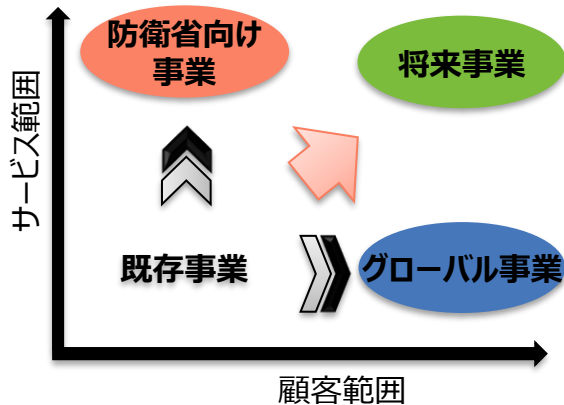 防衛省向け
事業
将来事業
サービス範囲
既存事業
グローバル事業
顧客範囲